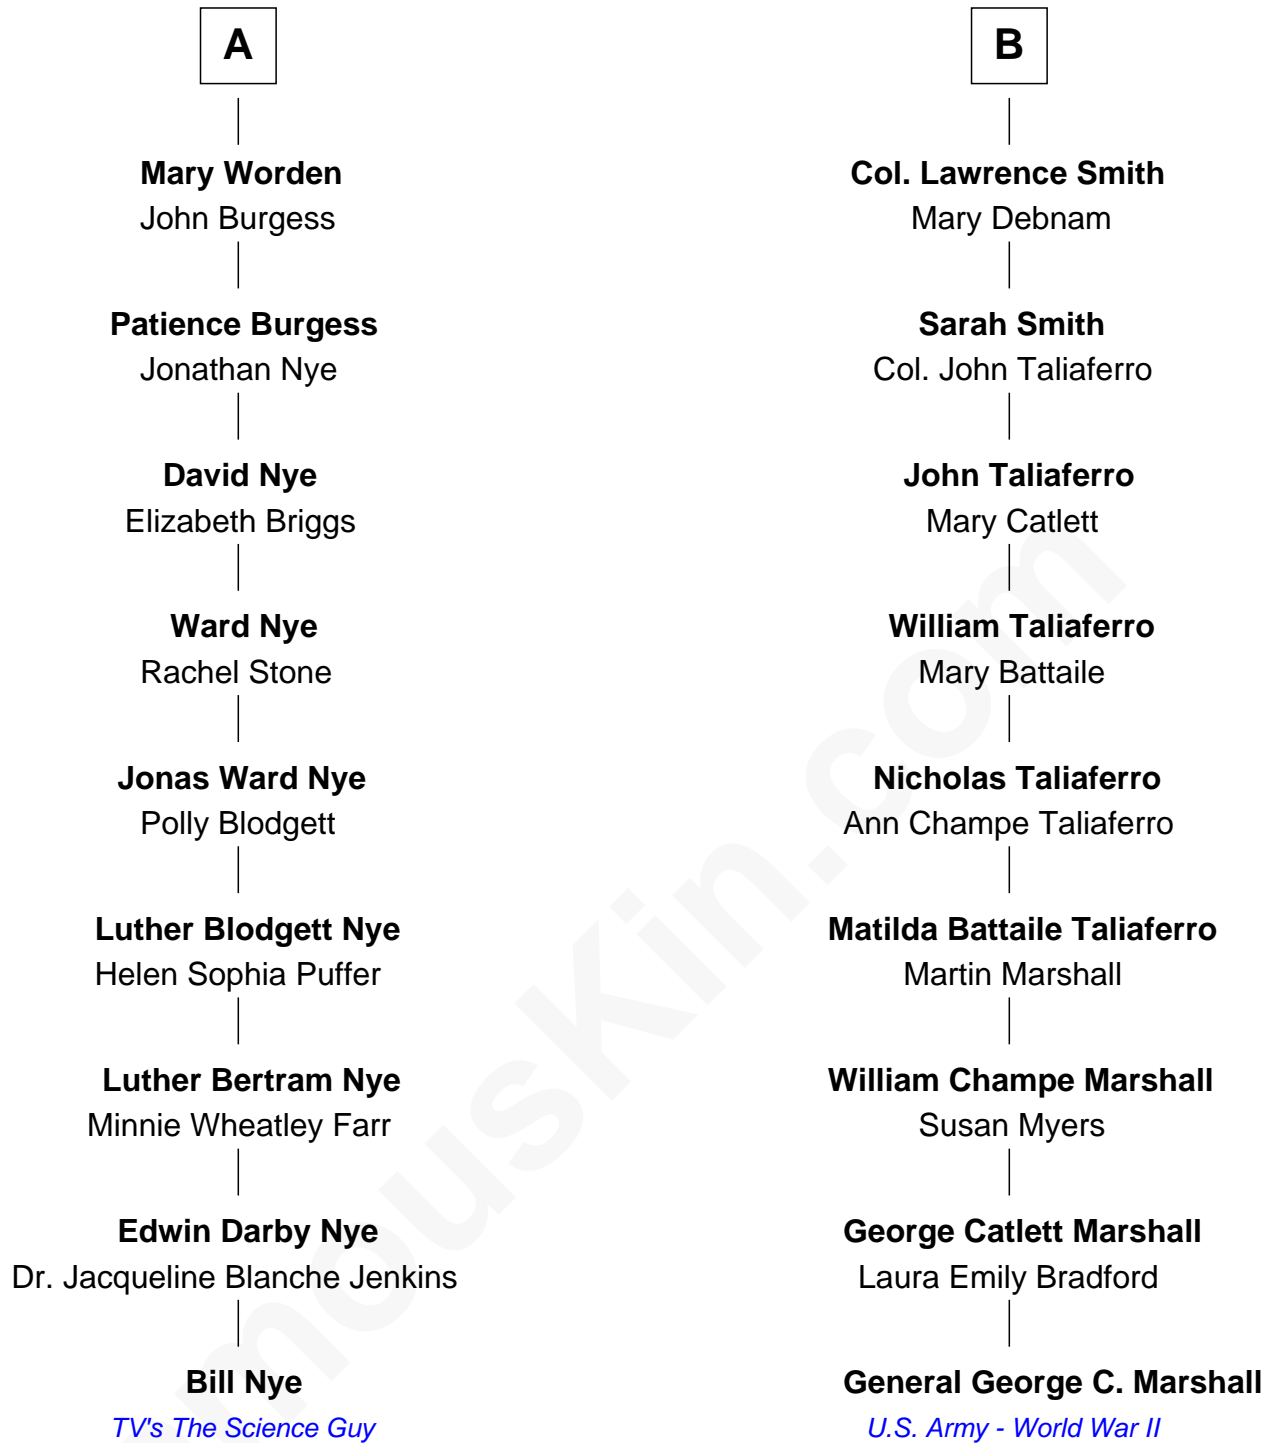 A
Mary Worden
John Burgess
Patience Burgess
Jonathan Nye
David Nye
Elizabeth Briggs
Ward Nye
Rachel Stone
Jonas Ward Nye
Polly Blodgett
Luther Blodgett Nye
Helen Sophia Puffer
Luther Bertram Nye
Minnie Wheatley Farr
Edwin Darby Nye
Dr. Jacqueline Blanche Jenkins
Bill Nye
TV's The Science Guy
B
Col. Lawrence Smith
Mary Debnam
Sarah Smith
Col. John Taliaferro
John Taliaferro
Mary Catlett
William Taliaferro
Mary Battaile
Nicholas Taliaferro
Ann Champe Taliaferro
Matilda Battaile Taliaferro
Martin Marshall
William Champe Marshall
Susan Myers
George Catlett Marshall
Laura Emily Bradford
General George C. Marshall
U.S. Army - World War II
mousKin.com